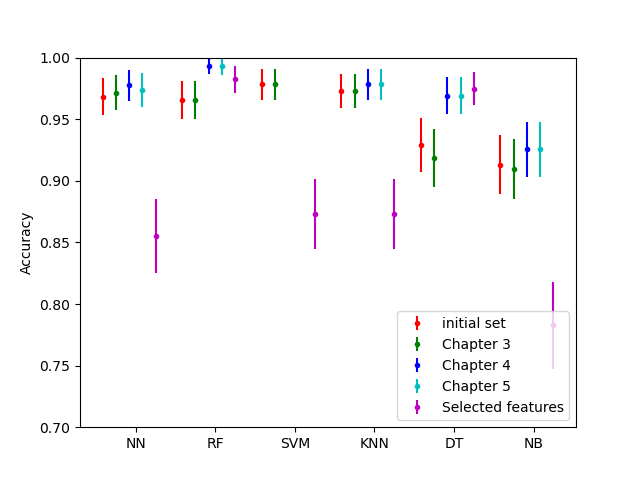 1.00
0.95
0.90
0.85
0.80
0.75
0.70
Accuracy
initial set
Chapter 3
Chapter 4
Chapter 5
Selected features
NN RF SVM KNN DT NB